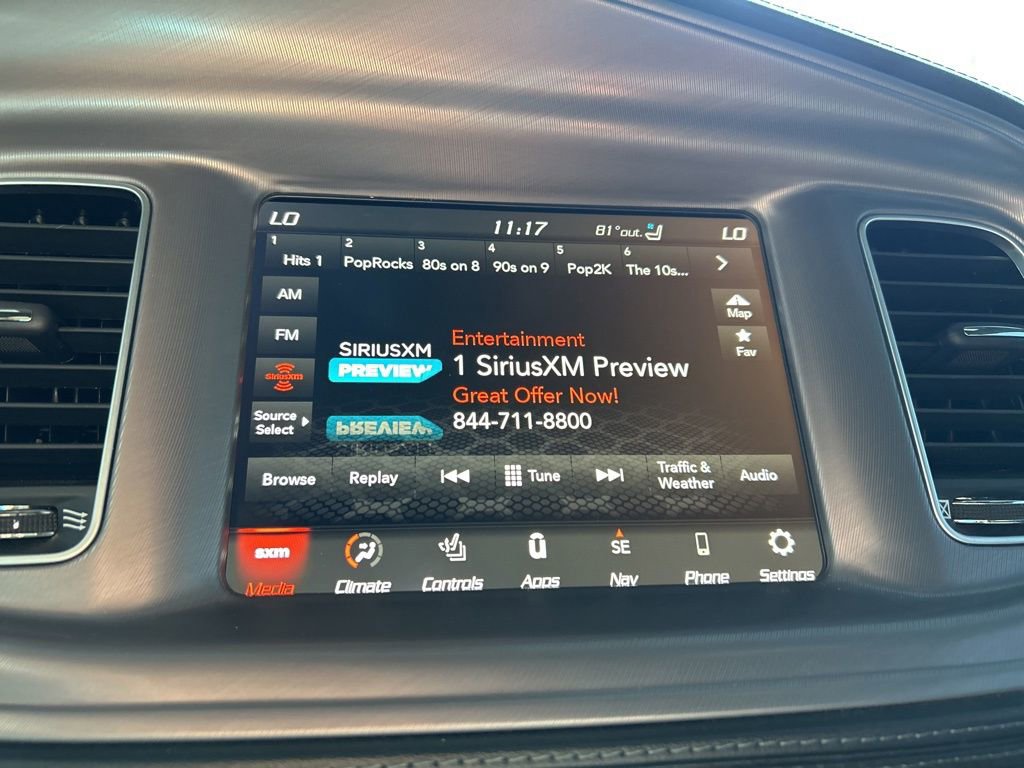 LO 11:17 81°out. LO
1 2 3 4 5 6
Hits 1 PopRocks 80s on 8 90s on 9 Pop2K The 10s...
AM
FM
SiriusXM
Source
Select
SIRIUSXM
PREVIEW
PREVIEW
Entertainment
1 SiriusXM Preview
Great Offer Now!
844-711-8800
Map
Fav
Browse Replay Tune Traffic & Audio
Weather
sxm SE
Media Climate Controls Apps Nav Phone Settings